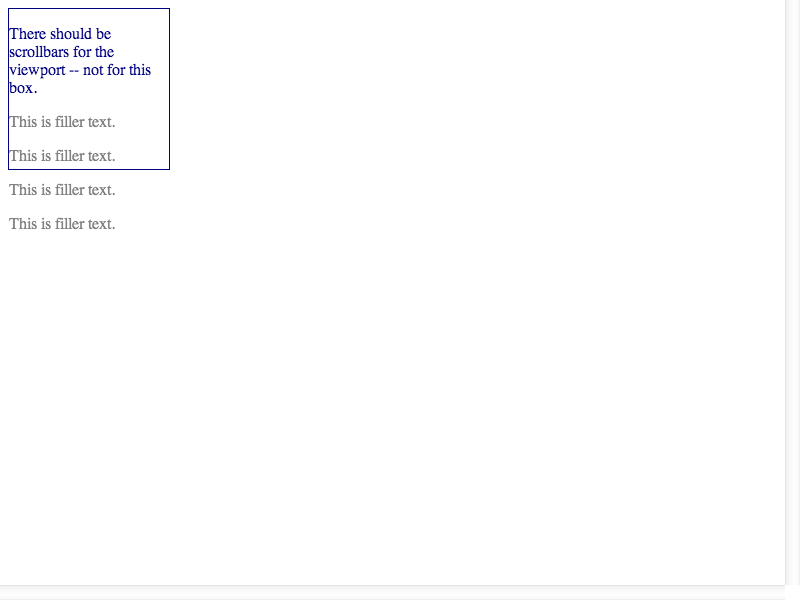 There should be
scrollbars for the
viewport -- not for this
box.
This is filler text.
This is filler text.
This is filler text.
This is filler text.